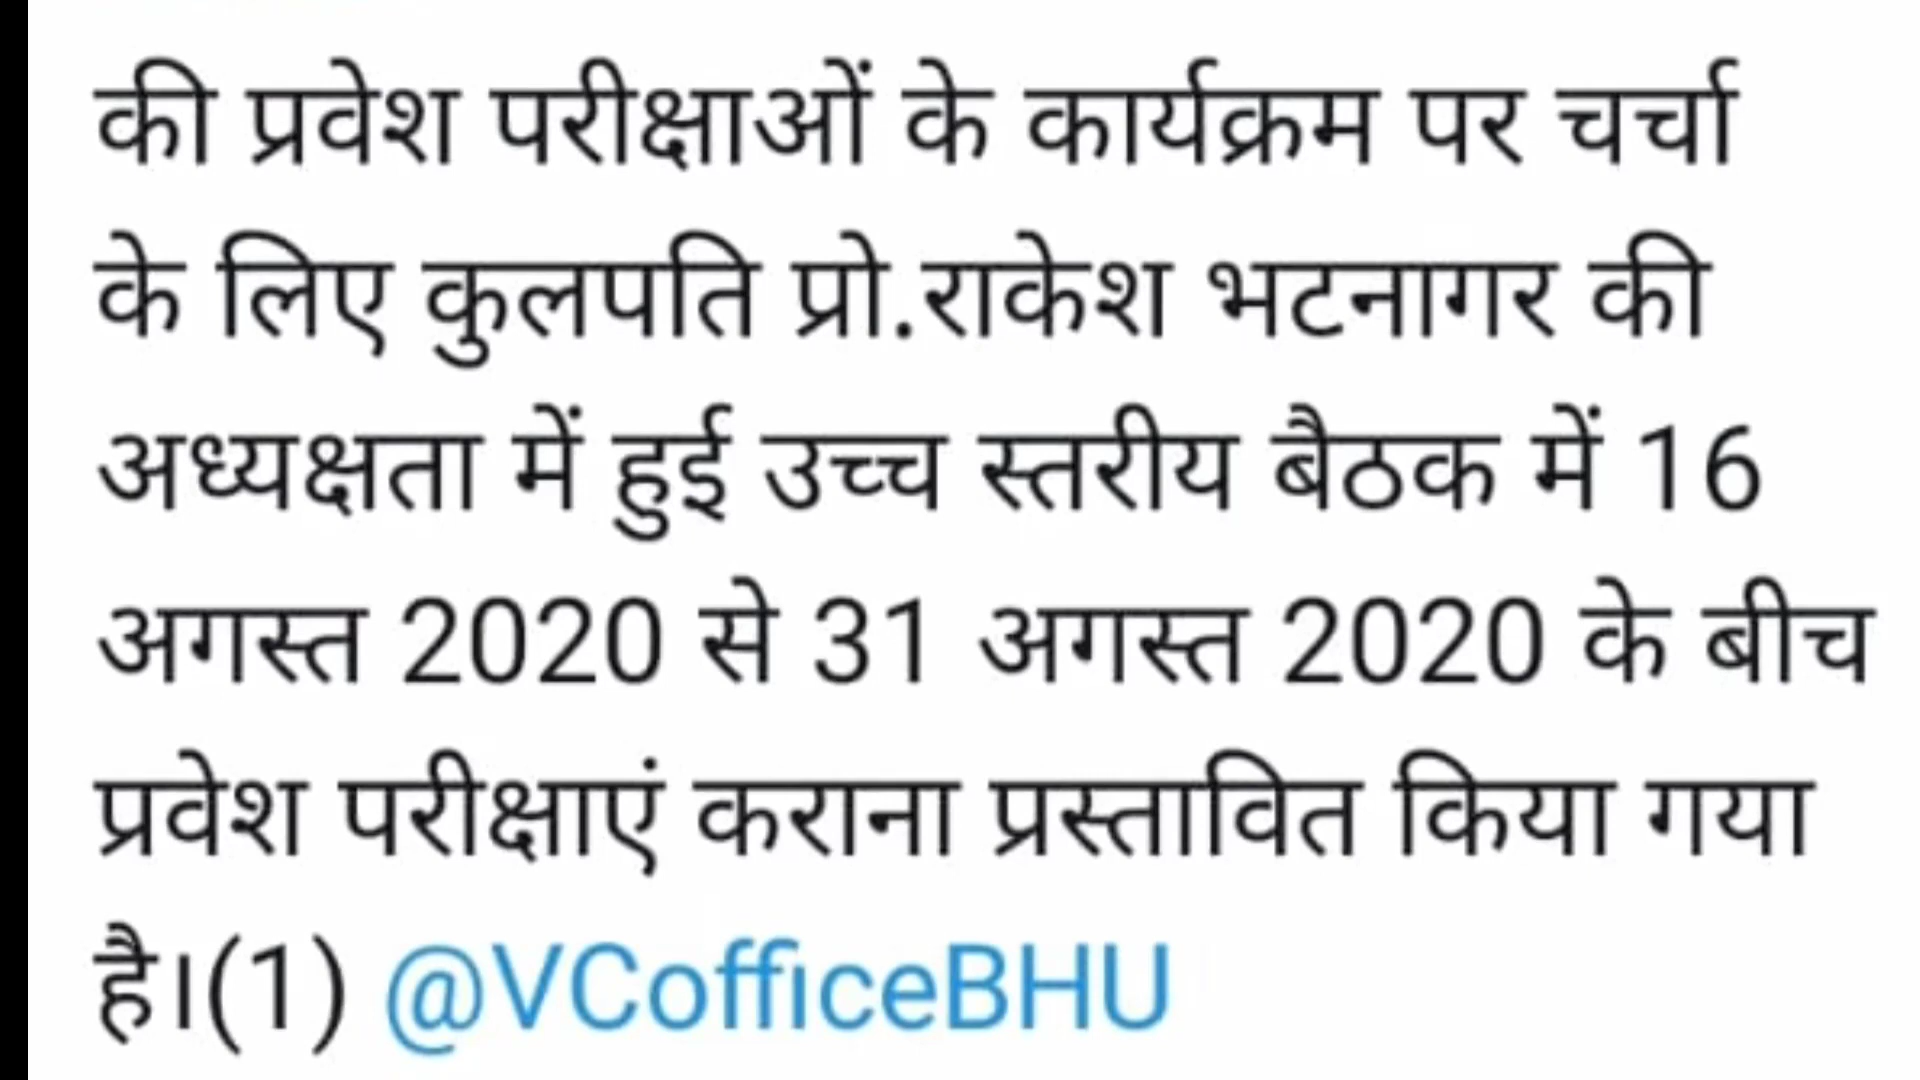 की प्रवेश परीक्षाओं के कार्यक्रम पर चर्चा
के लिए कुलपति प्रो.राकेश भटनागर की
अध्यक्षता में हुई उच्च स्तरीय बैठक में 16
अगस्त 2020 से 31 अगस्त 2020 के बीच
प्रवेश परीक्षाएं कराना प्रस्तावित किया गया
है।(1) @VCofficeBHU